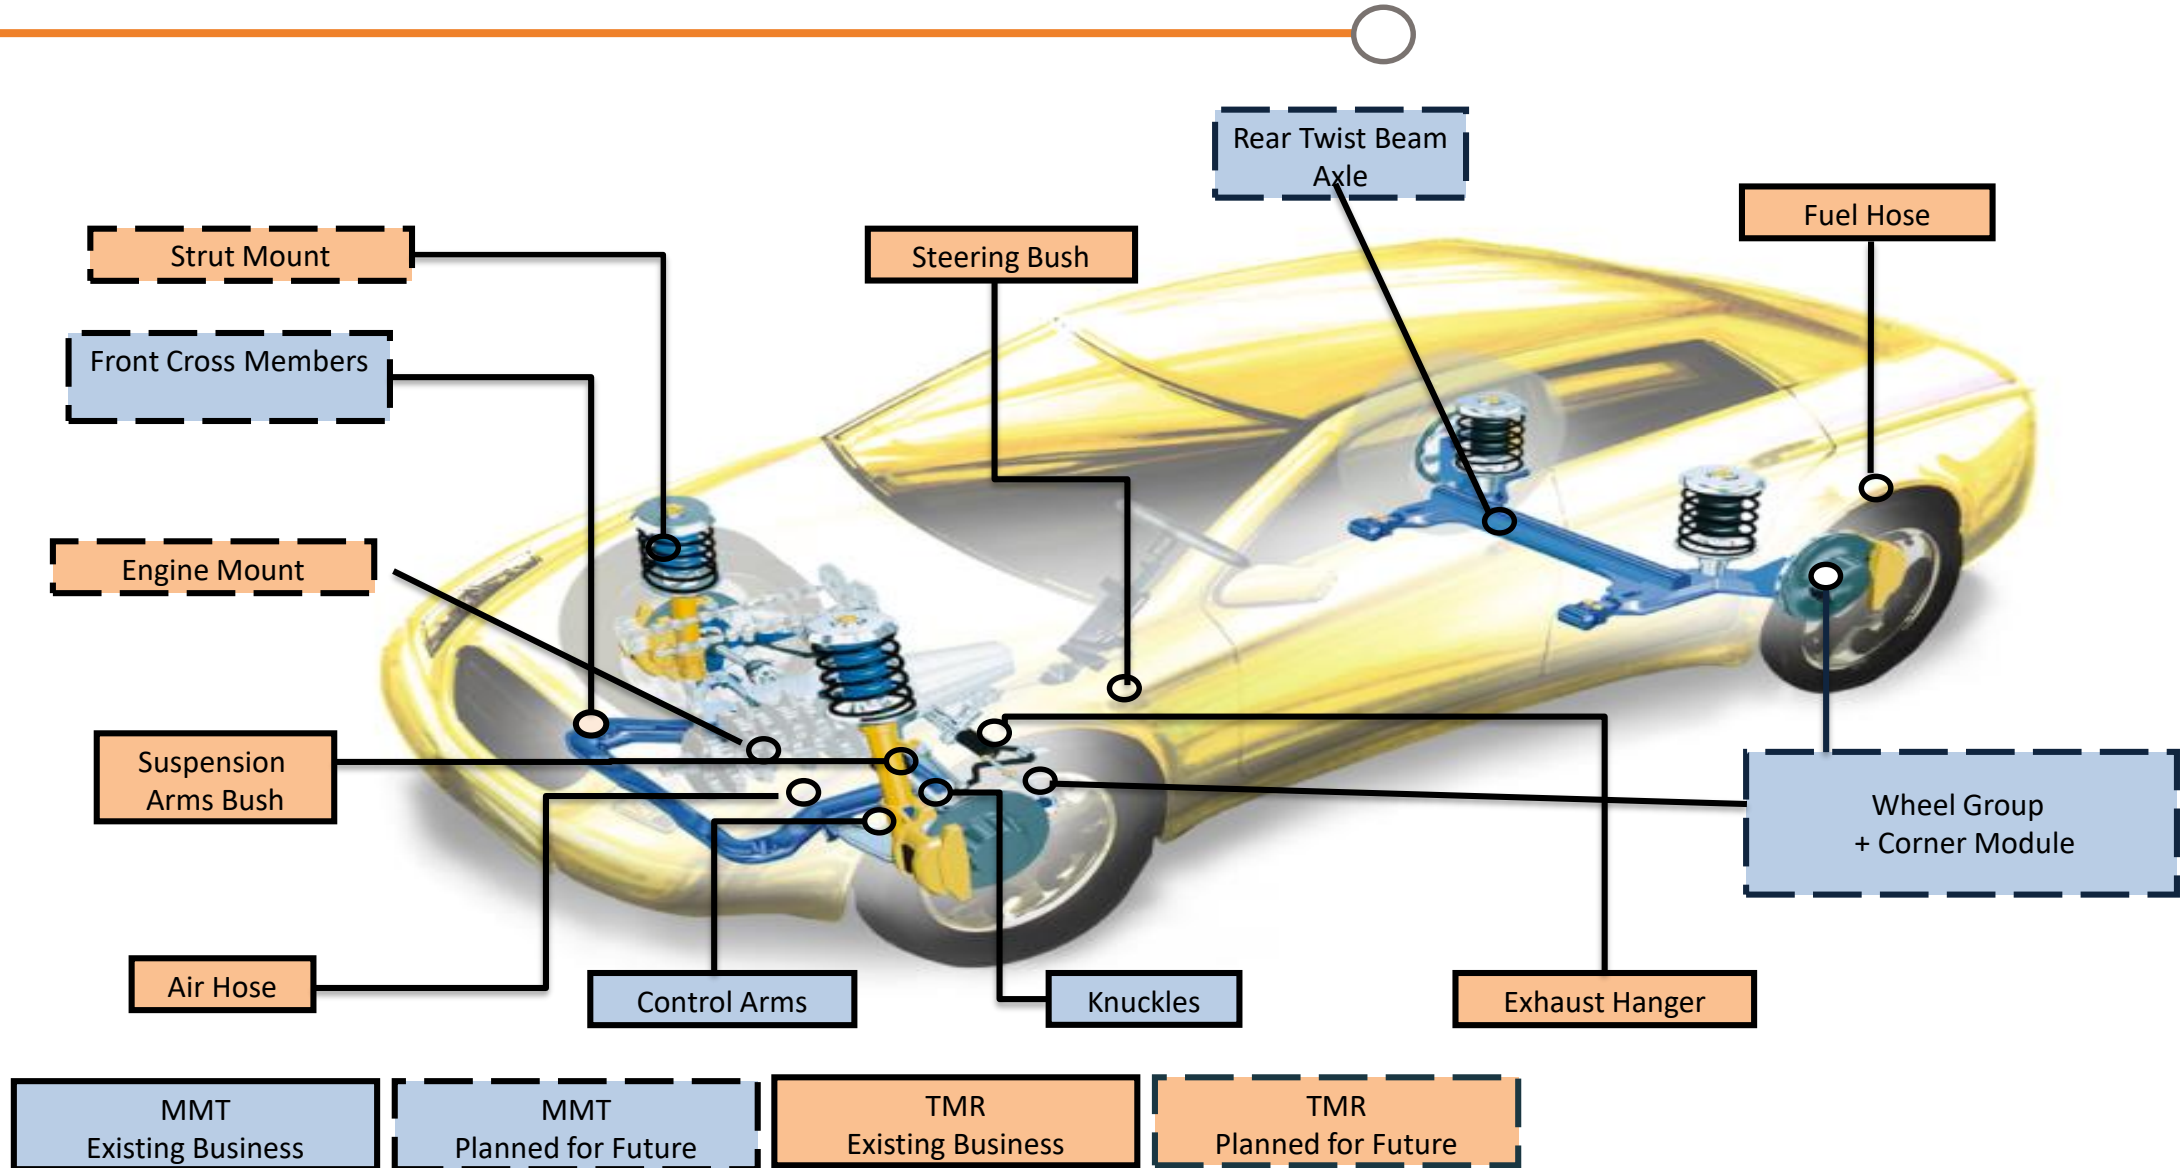 Rear Twist Beam
Axle
Fuel Hose
Strut Mount
Steering Bush
Front Cross Members
Engine Mount
Suspension
Arms Bush
Wheel Group
+ Corner Module
Air Hose
Control Arms
Knuckles
Exhaust Hanger
MMT
Existing Business
MMT
Planned for Future
TMR
Existing Business
TMR
Planned for Future